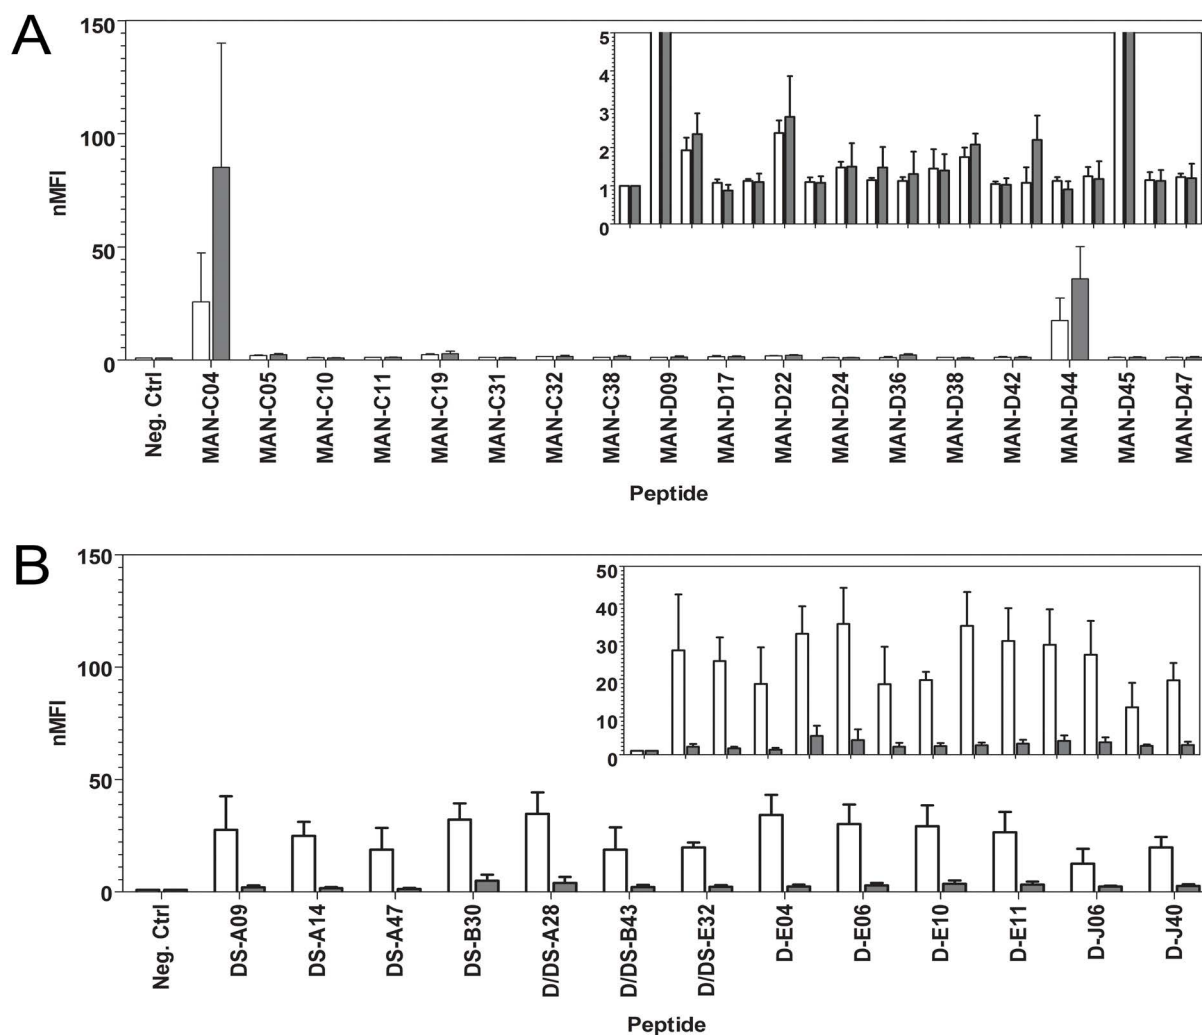 A
150
100
50
0
nMFI
5
4
3
2
1
0
Neg. Ctrl
MAN-C04
MAN-C05
MAN-C10
MAN-C11
MAN-C19
MAN-C31
MAN-C32
MAN-C38
MAN-D09
MAN-D17
MAN-D22
MAN-D24
MAN-D36
MAN-D38
MAN-D42
MAN-D44
MAN-D45
MAN-D47
Peptide
B
150
100
50
0
nMFI
50
40
30
20
10
0
Neg. Ctrl
DS-A09
DS-A14
DS-A47
DS-B30
D/DS-A28
D/DS-B43
D/DS-E32
D-E04
D-E06
D-E10
D-E11
D-J06
D-J40
Peptide